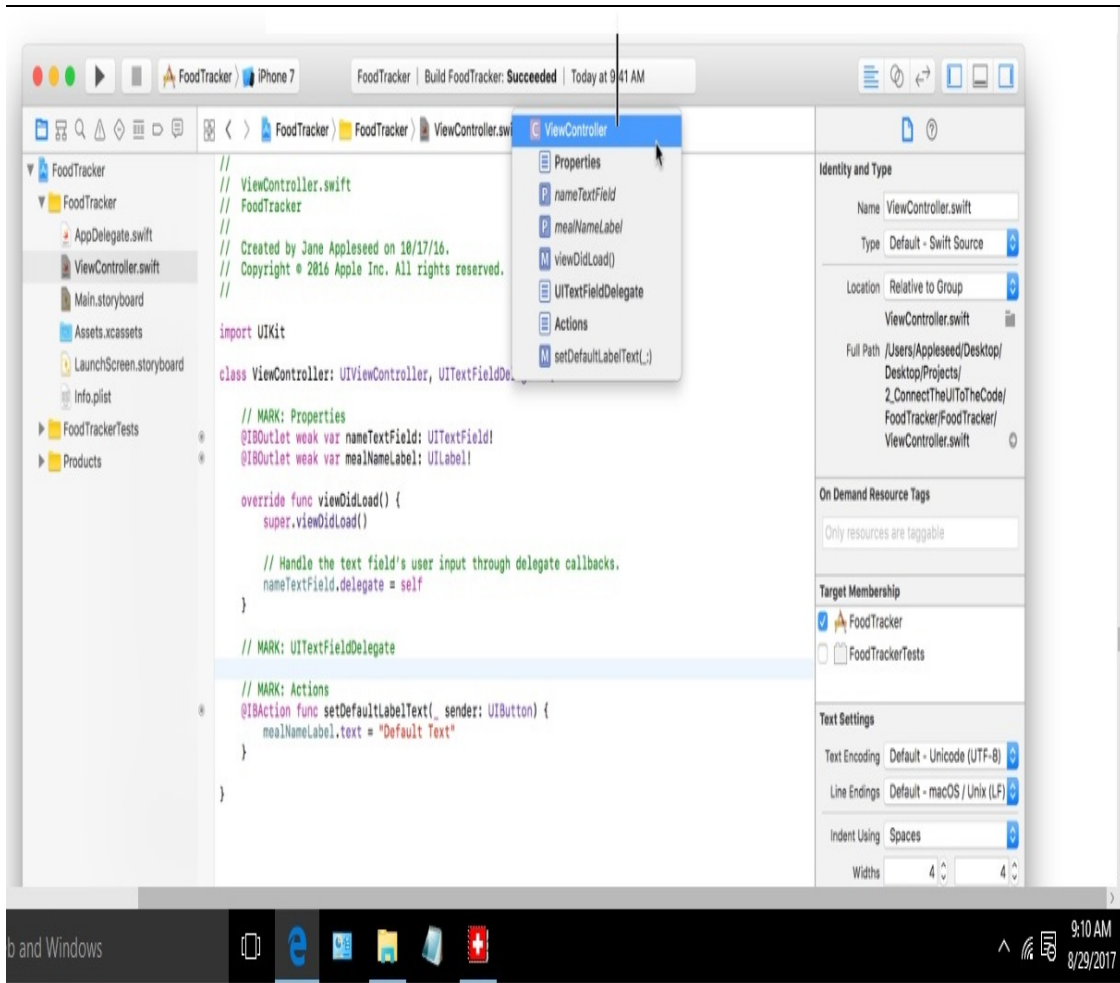 FoodTracker iPhone 7
FoodTracker | Build FoodTracker: Succeeded | Today at 9:41 AM
FoodTracker FoodTracker ViewController.swi
FoodTracker
FoodTracker
AppDelegate.swift
ViewController.swift
Main.storyboard
Assets.xcassets
LaunchScreen.storyboard
Info.plist
FoodTrackerTests
Products
C ViewController
Properties
P nameTextField
P mealNameLabel
M viewDidLoad()
UITextFieldDelegate
Actions
M setDefaultLabelText(_:)
//
// ViewController.swift
// FoodTracker
//
// Created by Jane Appleseed on 10/17/16.
// Copyright © 2016 Apple Inc. All rights reserved.
//
import UIKit
class ViewController: UIViewController, UITextFieldDe
// MARK: Properties
@IBOutlet weak var nameTextField: UITextField!
@IBOutlet weak var mealNameLabel: UILabel!
override func viewDidLoad() {
super.viewDidLoad()
// Handle the text field's user input through delegate callbacks.
nameTextField.delegate = self
}
// MARK: UITextFieldDelegate
// MARK: Actions
@IBAction func setDefaultLabelText(_ sender: UIButton) {
mealNameLabel.text = "Default Text"
}
}
Identity and Type
Name ViewController.swift
Type Default - Swift Source
Location Relative to Group
ViewController.swift
Full Path /Users/Appleseed/Desktop/
Desktop/Projects/
2_ConnectTheUIToTheCode/
FoodTracker/FoodTracker/
ViewController.swift
On Demand Resource Tags
Only resources are taggable
Target Membership
FoodTracker
FoodTrackerTests
Text Settings
Text Encoding Default - Unicode (UTF-8)
Line Endings Default - macOS / Unix (LF)
Indent Using Spaces
Widths 4 4
b and Windows
9:10 AM
8/29/2017